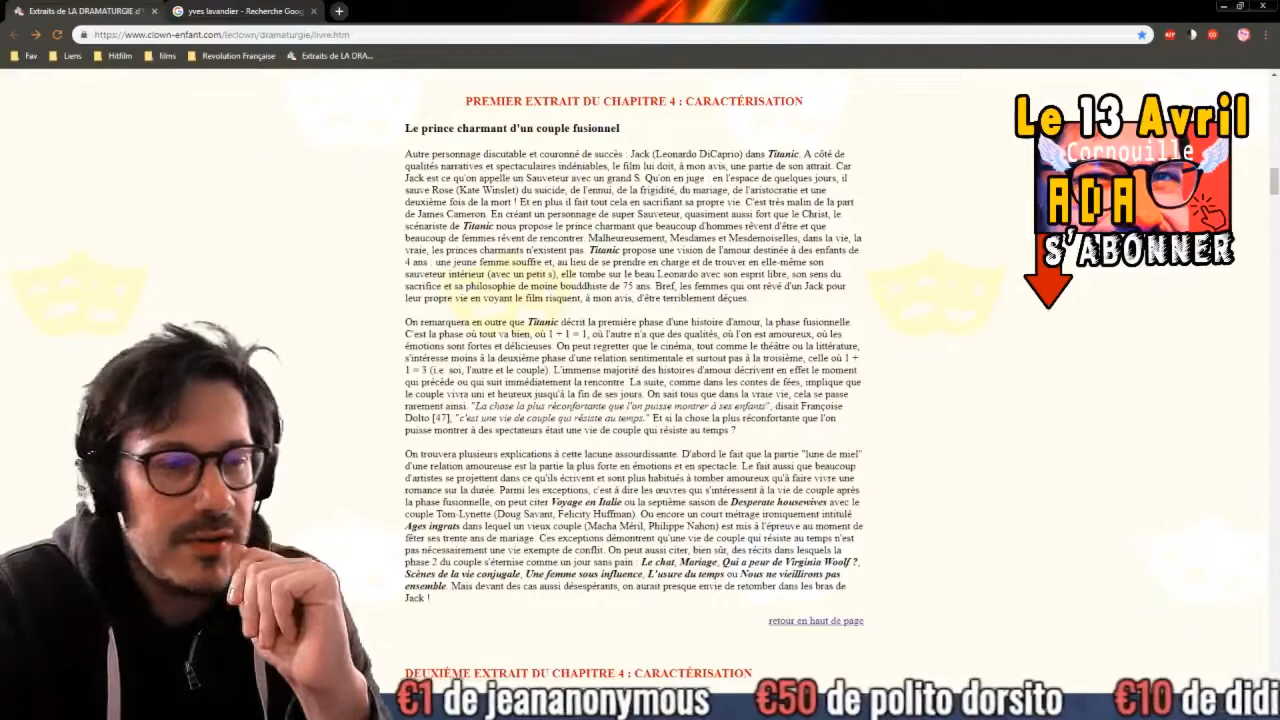 Extraits de LA DRAMATURGIE d'
yves lavandier - Recherche Goog
https://www.clown-enfant.com/leclown/dramaturgie/livre.htm
Fav
Liens
Hitfilm
films
Revolution Française
Extraits de LA DRA...
PREMIER EXTRAIT DU CHAPITRE 4 : CARACTÉRISATION
Le prince charmant d'un couple fusionnel
Autre personnage discutable et couronné de succès : Jack (Leonardo DiCaprio) dans Titanic. A côté de
qualités narratives et spectaculaires indéniables, le film lui doit, à mon avis, une partie de son attrait. Car
Jack est ce qu'on appelle un Sauveteur avec un grand S. Qu'on en juge : en l'espace de quelques jours, il
sauve Rose (Kate Winslet) du suicide, de l'ennui, de la frigidité, du mariage, de l'aristocratie et une
deuxième fois de la mort ! Et en plus il fait tout cela en sacrifiant sa propre vie. C'est très malin de la part
de James Cameron. En créant un personnage de super Sauveteur, quasiment aussi fort que le Christ, le
scénariste de Titanic nous propose le prince charmant que beaucoup d'hommes rêvent d'être et que
beaucoup de femmes rêvent de rencontrer. Malheureusement, Mesdames et Mesdemoiselles, dans la vie, la
vraie, les princes charmants n'existent pas. Titanic propose une vision de l'amour destinée à des enfants de
4 ans : une jeune femme souffre et, au lieu de se prendre en charge et de trouver en elle-même son
sauveteur intérieur (avec un petit s), elle tombe sur le beau Leonardo avec son esprit libre, son sens du
sacrifice et sa philosophie de moine bouddhiste de 75 ans. Bref, les femmes qui ont rêvé d'un Jack pour
leur propre vie en voyant le film risquent, à mon avis, d'être terriblement déçues.
On remarquera en outre que Titanic décrit la première phase d'une histoire d'amour, la phase fusionnelle.
C'est la phase où tout va bien, où 1 + 1 = 1, où l'autre n'a que des qualités, où l'on est amoureux, où les
émotions sont fortes et délicieuses. On peut regretter que le cinéma, tout comme le théâtre ou la littérature,
s'intéresse moins à la deuxième phase d'une relation sentimentale et surtout pas à la troisième, celle où 1 +
1 = 3 (i.e. soi, l'autre et le couple). L'immense majorité des histoires d'amour décrivent en effet le moment
qui précède ou qui suit immédiatement la rencontre. La suite, comme dans les contes de fées, implique que
le couple vivra uni et heureux jusqu'à la fin de ses jours. On sait tous que dans la vraie vie, cela se passe
rarement ainsi. "La chose la plus réconfortante que l'on puisse montrer à ses enfants", disait Françoise
Dolto [47], "c'est une vie de couple qui résiste au temps." Et si la chose la plus réconfortante que l'on
puisse montrer à des spectateurs était une vie de couple qui résiste au temps ?
On trouvera plusieurs explications à cette lacune assourdissante. D'abord le fait que la partie "lune de miel"
d'une relation amoureuse est la partie la plus forte en émotions et en spectacle. Le fait aussi que beaucoup
d'artistes se projettent dans ce qu'ils écrivent et sont plus habitués à tomber amoureux qu'à faire vivre une
romance sur la durée. Parmi les exceptions, c'est à dire les œuvres qui s'intéressent à la vie de couple après
la phase fusionnelle, on peut citer Voyage en Italie ou la septième saison de Desperate housewives avec le
couple Tom-Lynette (Doug Savant, Felicity Huffman). Ou encore un court métrage ironiquement intitulé
Ages ingrats dans lequel un vieux couple (Macha Méril, Philippe Nahon) est mis à l'épreuve au moment de
fêter ses trente ans de mariage. Ces exceptions démontrent qu'une vie de couple qui résiste au temps n'est
pas nécessairement une vie exempte de conflit. On peut aussi citer, bien sûr, des récits dans lesquels la
phase 2 du couple s'éternise comme un jour sans pain : Le chat, Mariage, Qui a peur de Virginia Woolf ?,
Scènes de la vie conjugale, Une femme sous influence, L'usure du temps ou Nous ne vieillirons pas
ensemble. Mais devant des cas aussi désespérants, on aurait presque envie de retomber dans les bras de
Jack !
retour en haut de page
DEUXIÈME EXTRAIT DU CHAPITRE 4 : CARACTÉRISATION
Le 13 Avril
Cornouille
ADA
S'ABONNER
€1 de jeananonymous €50 de polito dorsito €10 de didi